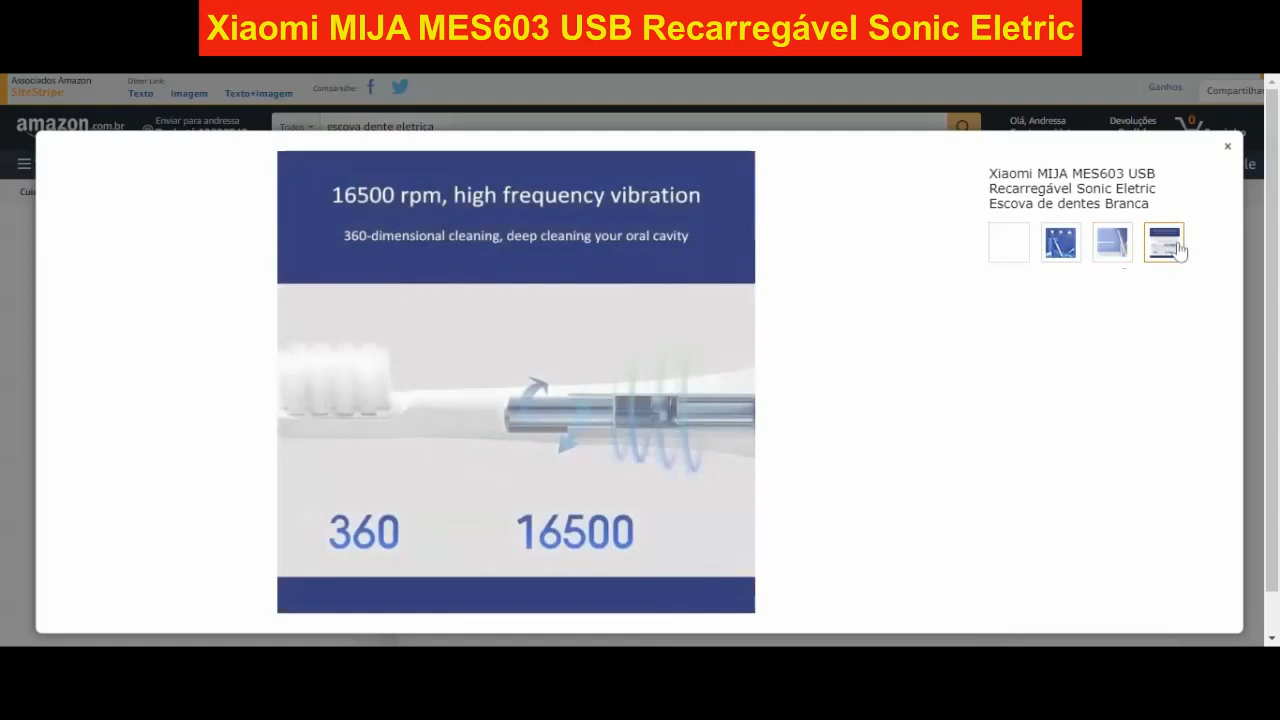 Xiaomi MIJA MES603 USB Recarregável Sonic Eletric
Associados Amazon
SiteStripe
Obter Link:
Texto
Imagem
Texto+Imagem
Compartilhe:
Ganhos
Compartilhar
amazon.com.br
Enviar para andressa
Todos
escova dente eletrica
Olá, Andressa
Devoluções
0
16500 rpm, high frequency vibration
360-dimensional cleaning, deep cleaning your oral cavity
360
16500
Xiaomi MIJA MES603 USB
Recarregável Sonic Eletric
Escova de dentes Branca